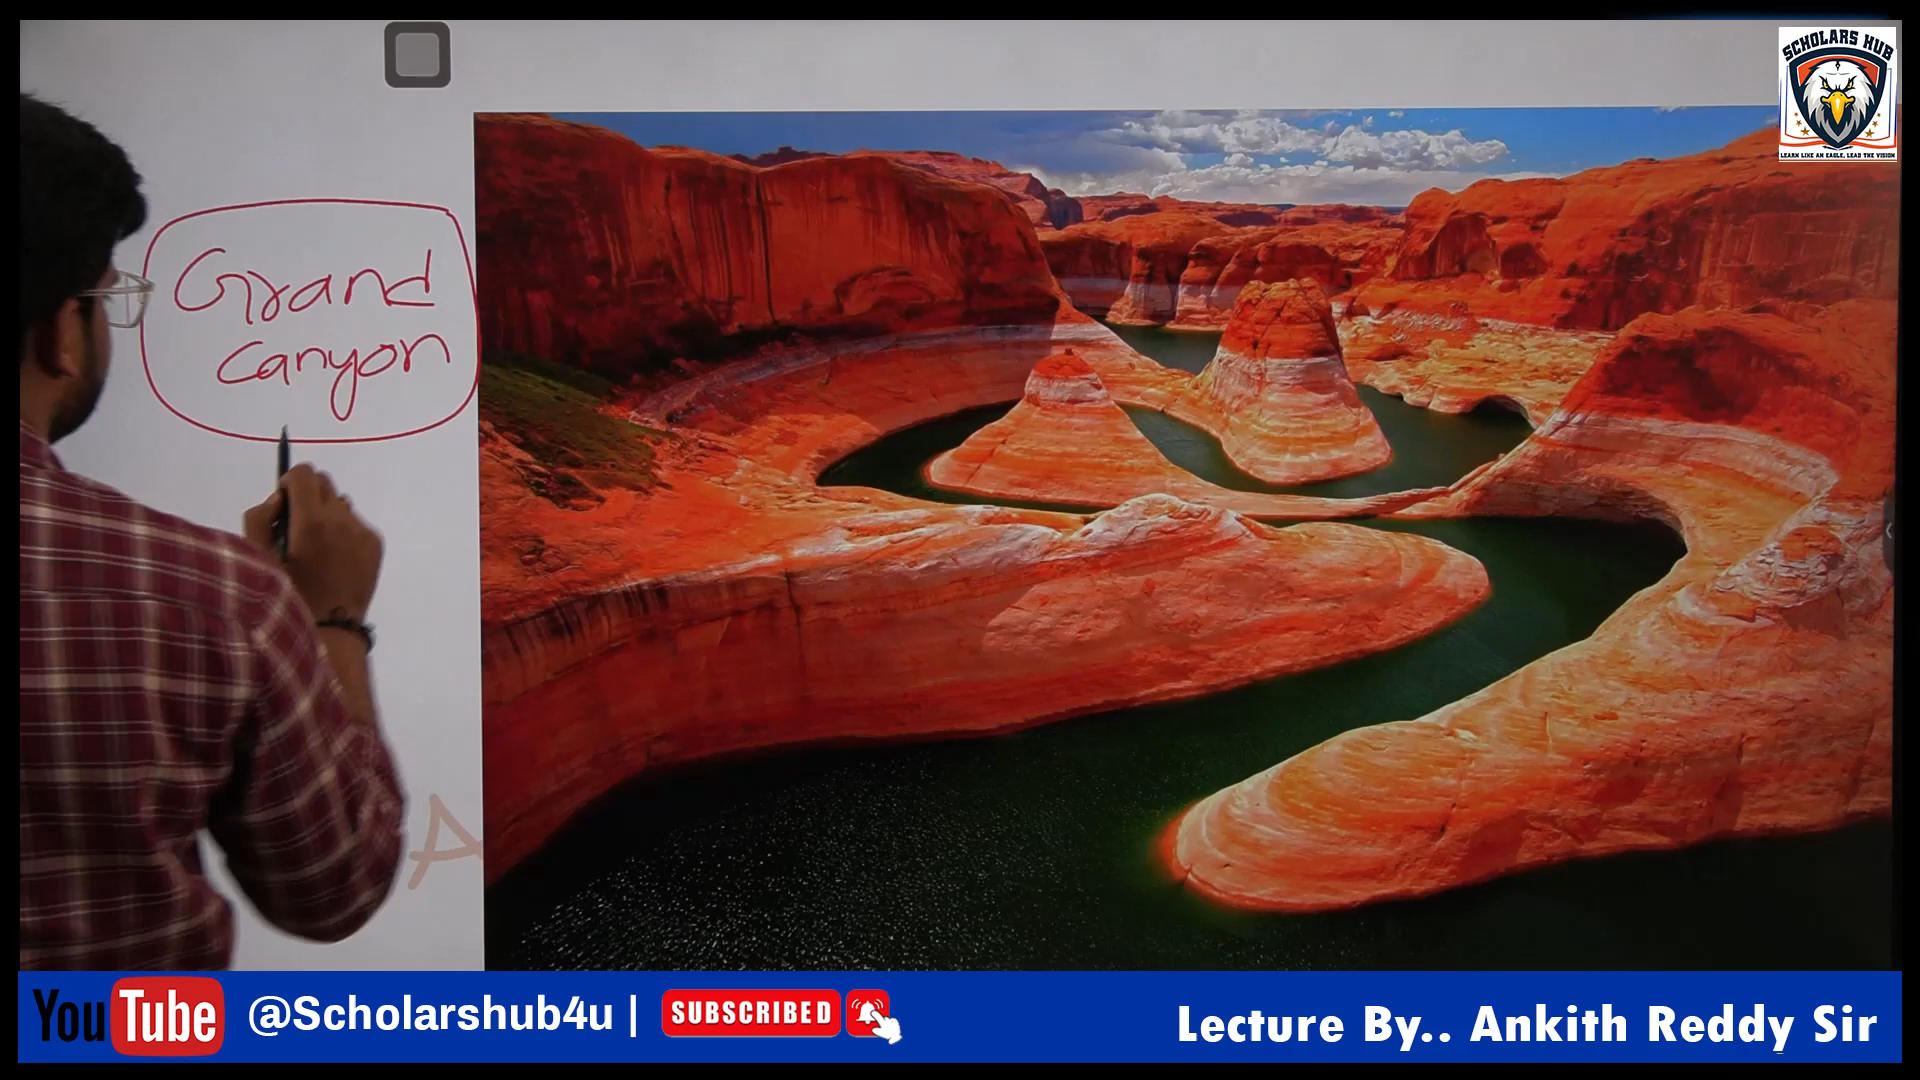 SCHOLARS HUB
LEARN LIKE AN EAGLE, LEAD THE VISION
Grand
canyon
A
YouTube @Scholarshub4u | SUBSCRIBED
Lecture By.. Ankith Reddy Sir